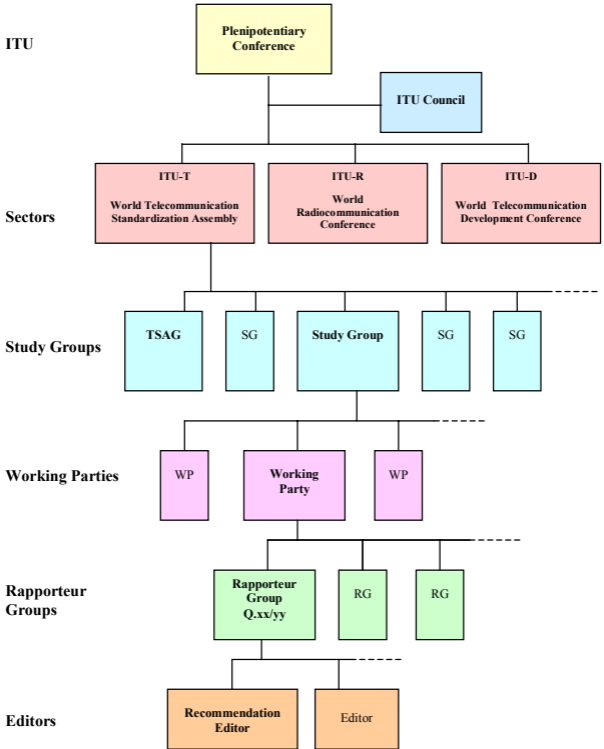 ITU
Plenipotentiary
Conference
ITU Council
Sectors
ITU-T
World Telecommunication
Standardization Assembly
ITU-R
World
Radiocommunication
Conference
ITU-D
World Telecommunication
Development Conference
Study Groups
TSAG
SG
Study Group
SG
SG
Working Parties
WP
Working
Party
WP
Rapporteur
Groups
Rapporteur
Group
Q.xx/yy
RG
RG
Editors
Recommendation
Editor
Editor